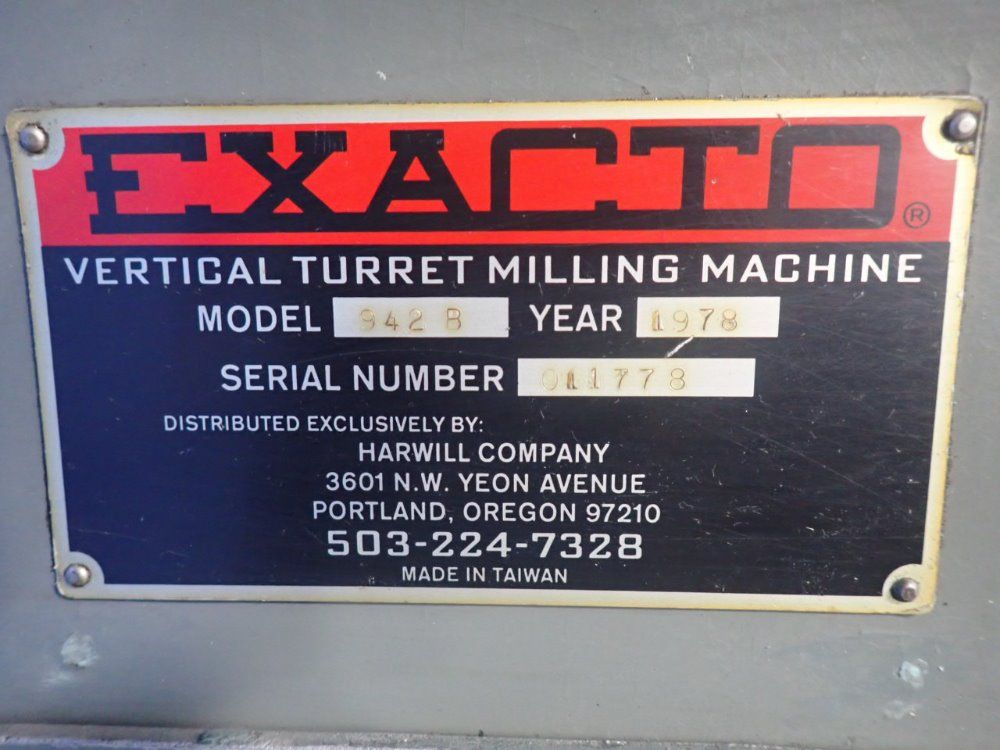 EXACTO ®
VERTICAL TURRET MILLING MACHINE
MODEL 942 B YEAR 1978
SERIAL NUMBER 011778
DISTRIBUTED EXCLUSIVELY BY:
HARWILL COMPANY
3601 N.W. YEON AVENUE
PORTLAND, OREGON 97210
503-224-7328
MADE IN TAIWAN